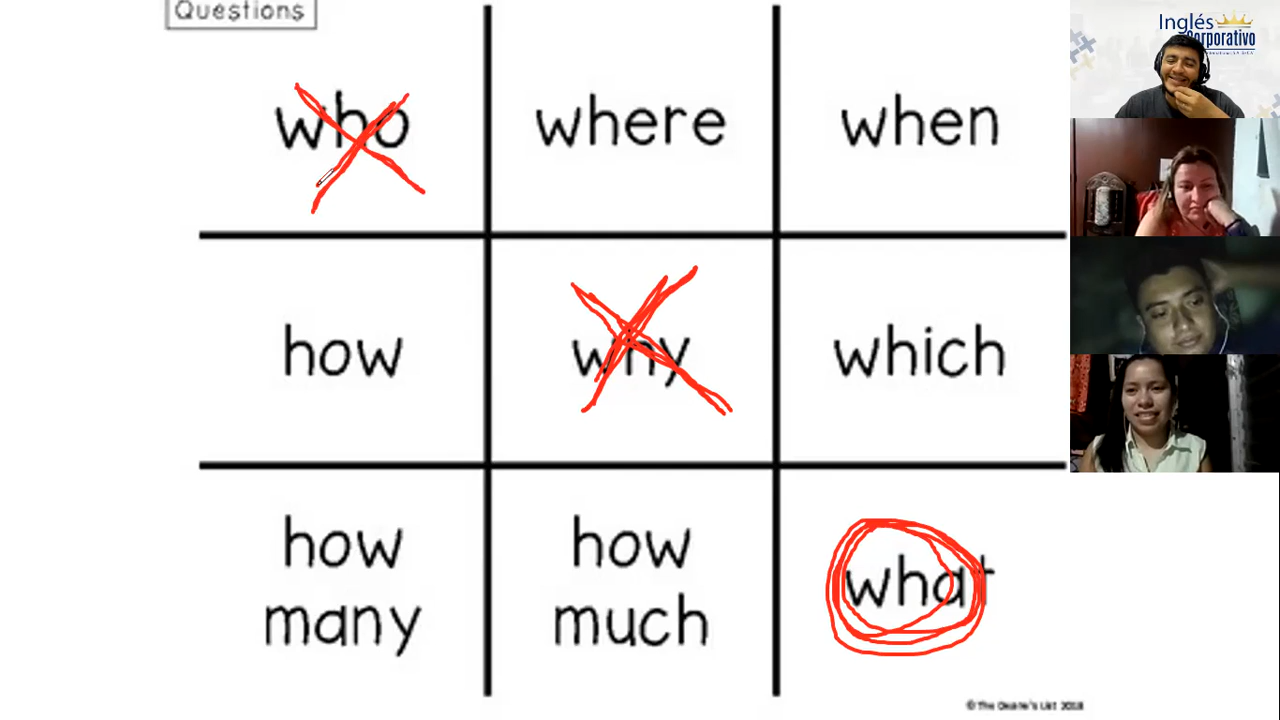 Questions
who
where
when
how
why
which
how
many
how
much
what
Inglés
Corporativo